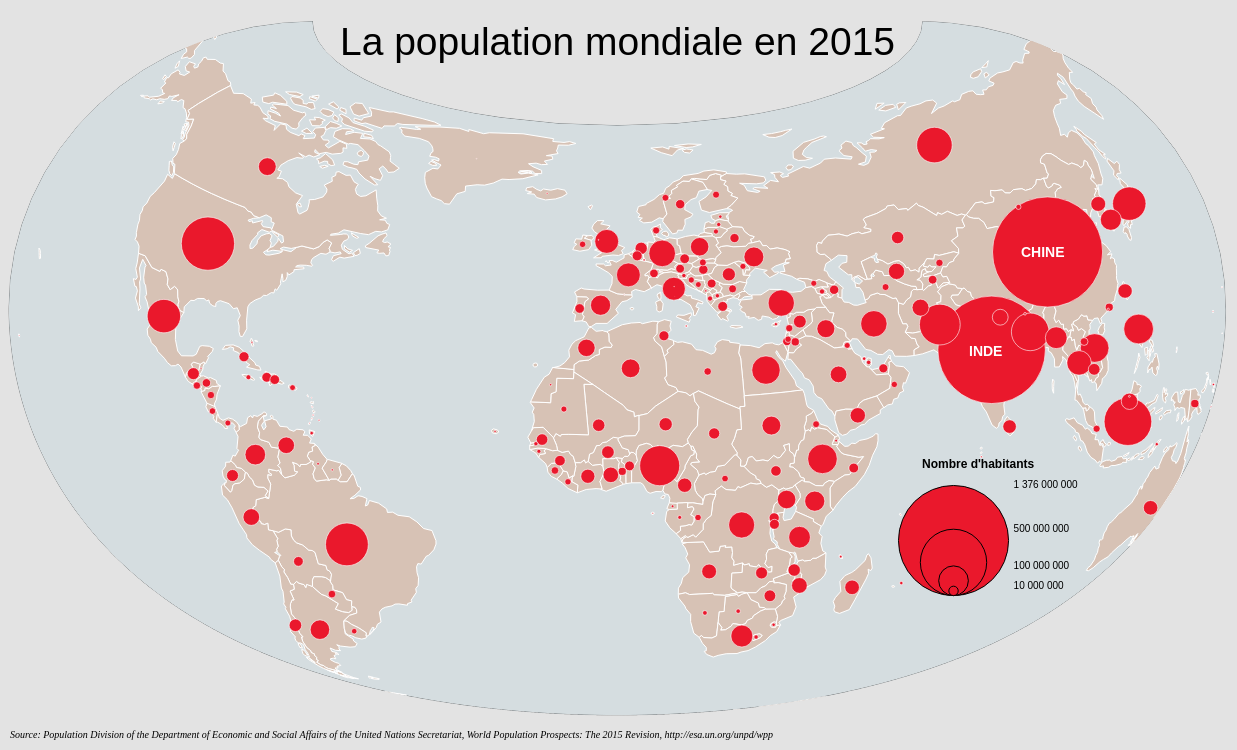 La population mondiale en 2015
CHINE
INDE
Nombre d'habitants
1 376 000 000
500 000 000
100 000 000
10 000 000
Source: Population Division of the Department of Economic and Social Affairs of the United Nations Secretariat, World Population Prospects: The 2015 Revision, http://esa.un.org/unpd/wpp